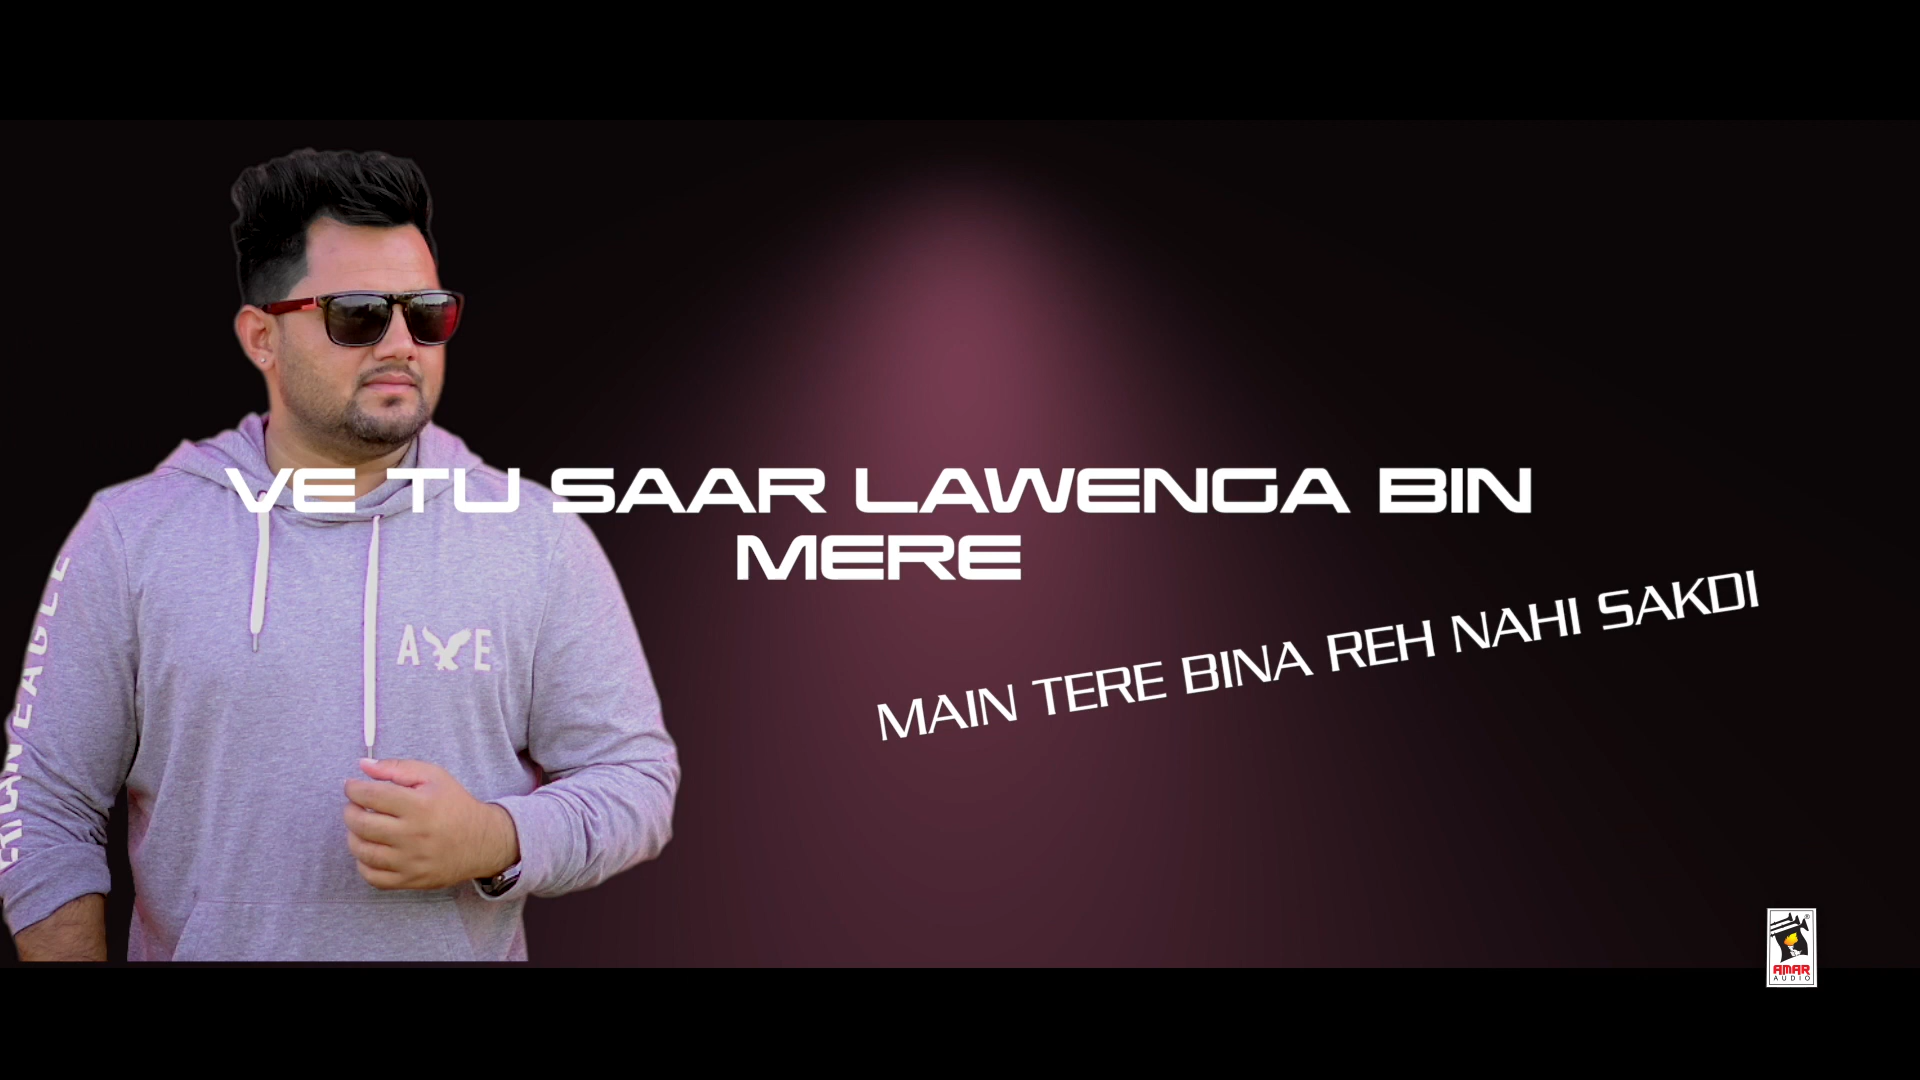 VE TU SAAR LAWENGA BIN
MERE
MAIN TERE BINA REH NAHI SAKDI
A E
AMAR
AUDIO